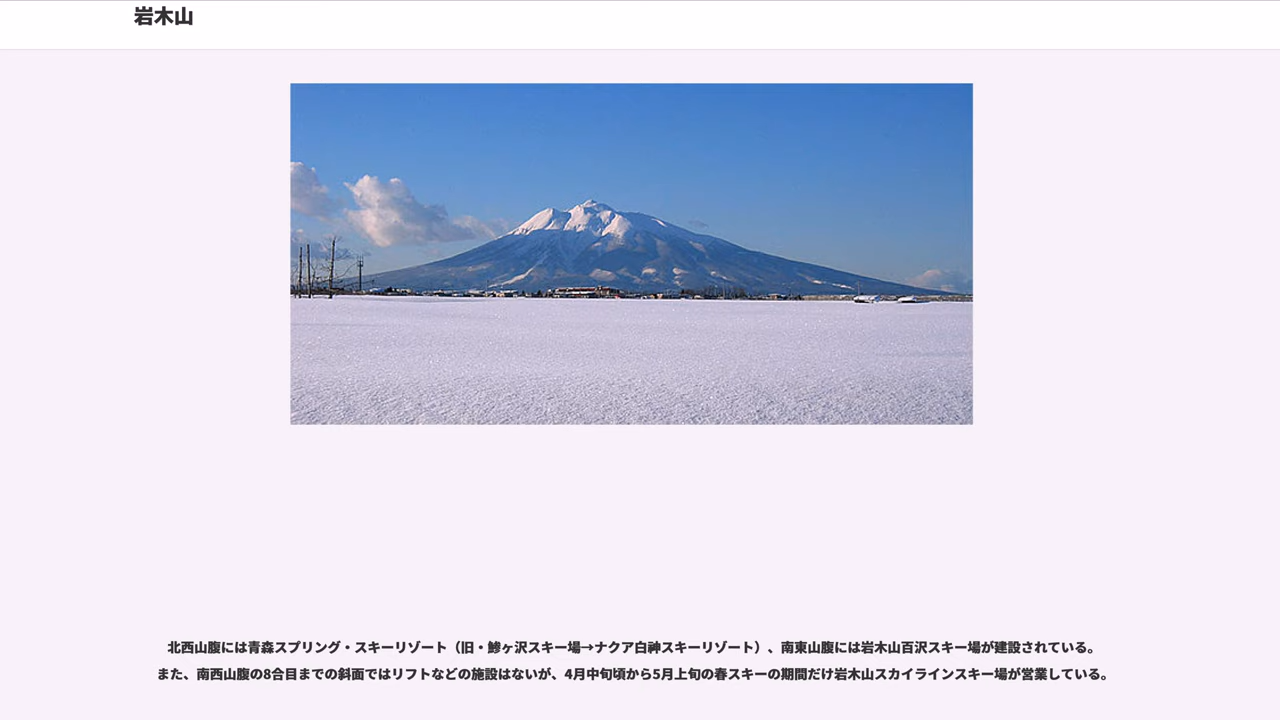 岩木山
北西山腹には青森スプリング・スキーリゾート（旧・鯵ヶ沢スキー場→ナクア白神スキーリゾート）、南東山腹には岩木山百沢スキー場が建設されている。
また、南西山腹の8合目までの斜面ではリフトなどの施設はないが、4月中旬頃から5月上旬の春スキーの期間だけ岩木山スカイラインスキー場が営業している。